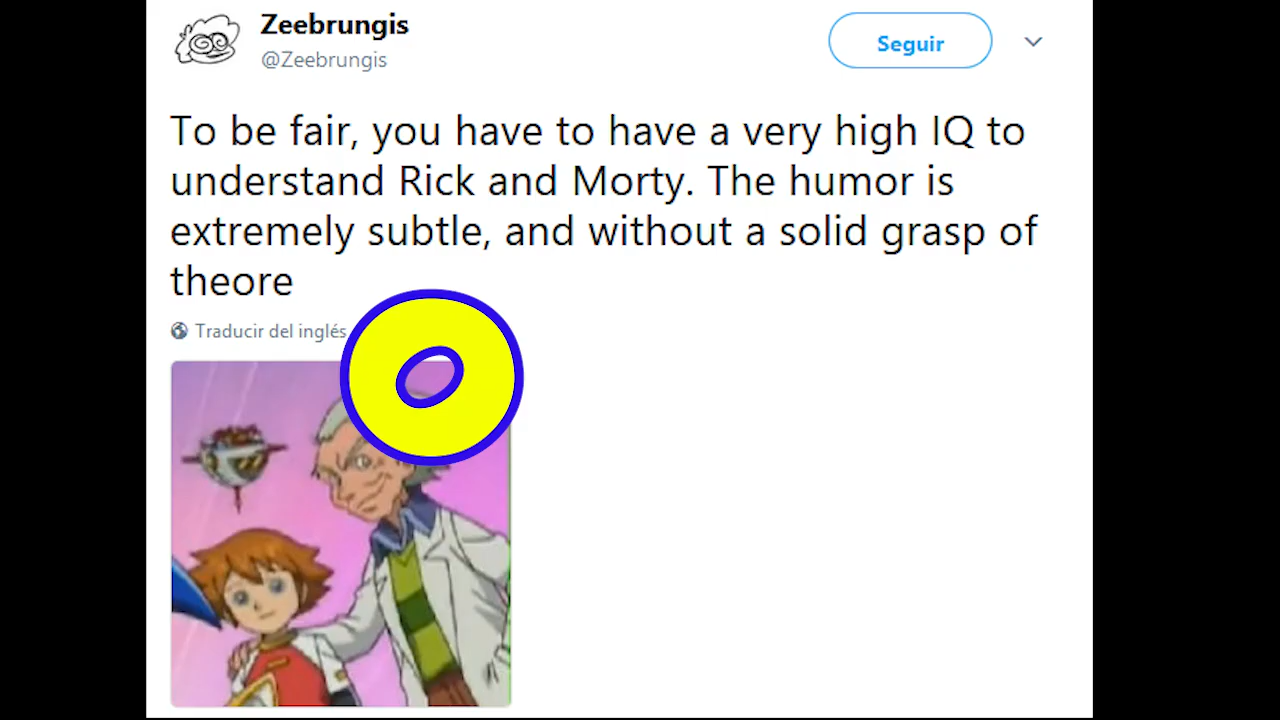 Zeebrungis
@Zeebrungis
Seguir
To be fair, you have to have a very high IQ to
understand Rick and Morty. The humor is
extremely subtle, and without a solid grasp of
theore
Traducir del inglés